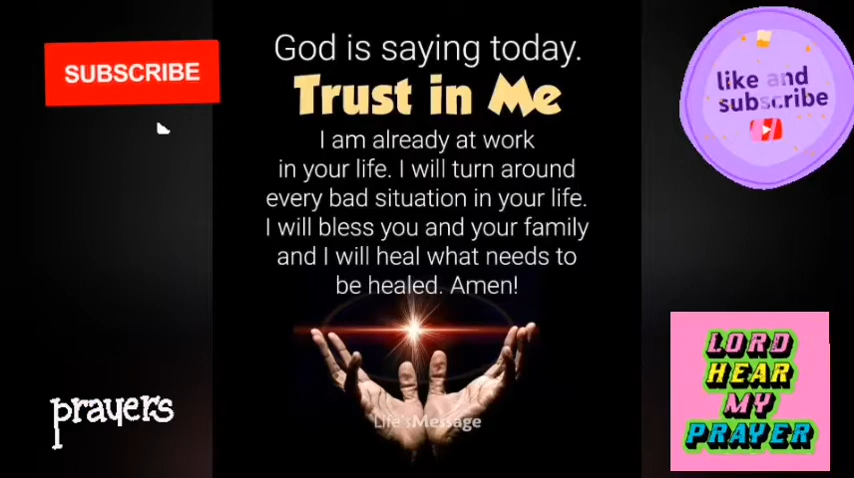 SUBSCRIBE
God is saying today.
Trust in Me
I am already at work
in your life. I will turn around
every bad situation in your life.
I will bless you and your family
and I will heal what needs to
be healed. Amen!
Life'sMessage
like and
subscribe
prayers
LORD
HEAR
MY
PRAYER